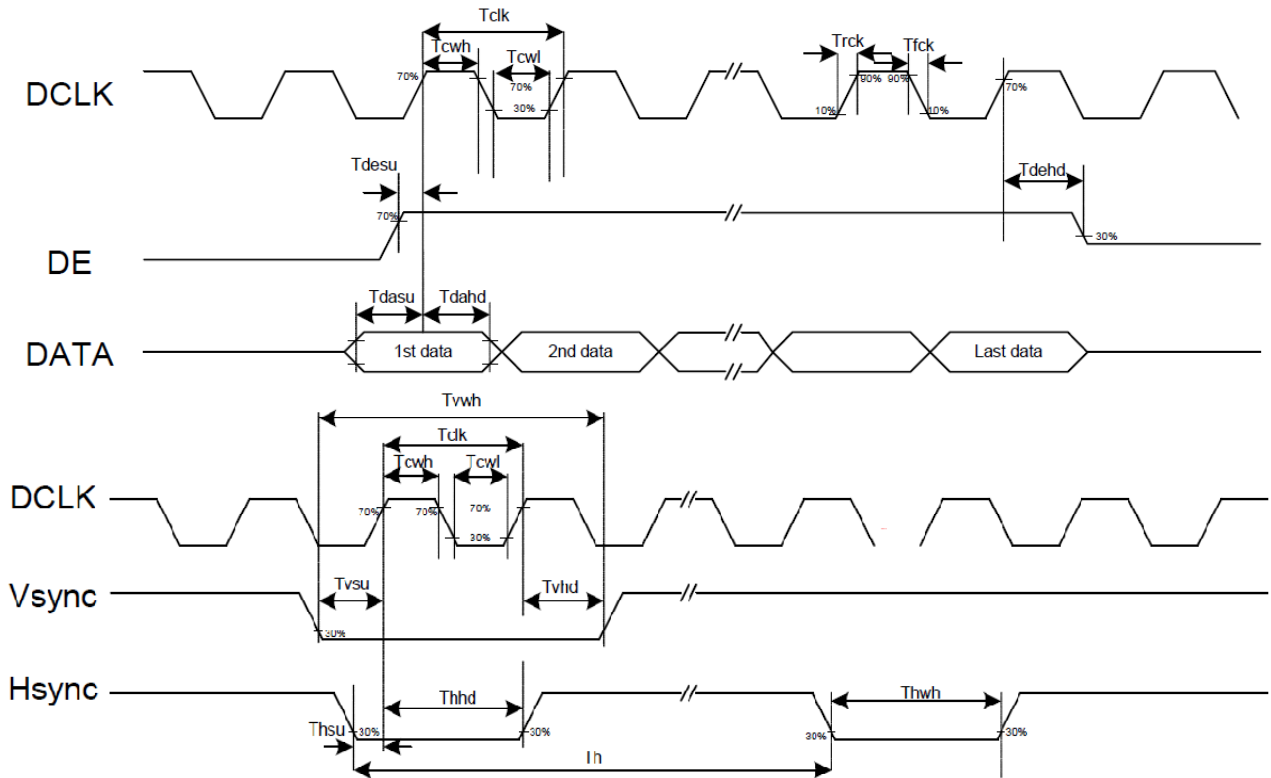 Tclk
Tcwh
Tcwl
Trck
Tfck
70%
70%
30%
90%
90%
10%
10%
70%
DCLK
Tdesu
Tdehd
70%
30%
DE
Tdasu
Tdahd
DATA
1st data
2nd data
Last data
Tvwh
Tclk
Tcwh
Tcwl
DCLK
70%
70%
70%
30%
Tvsu
Tvhd
Vsync
30%
Hsync
Thhd
Thwh
Thsu
30%
30%
30%
30%
Th